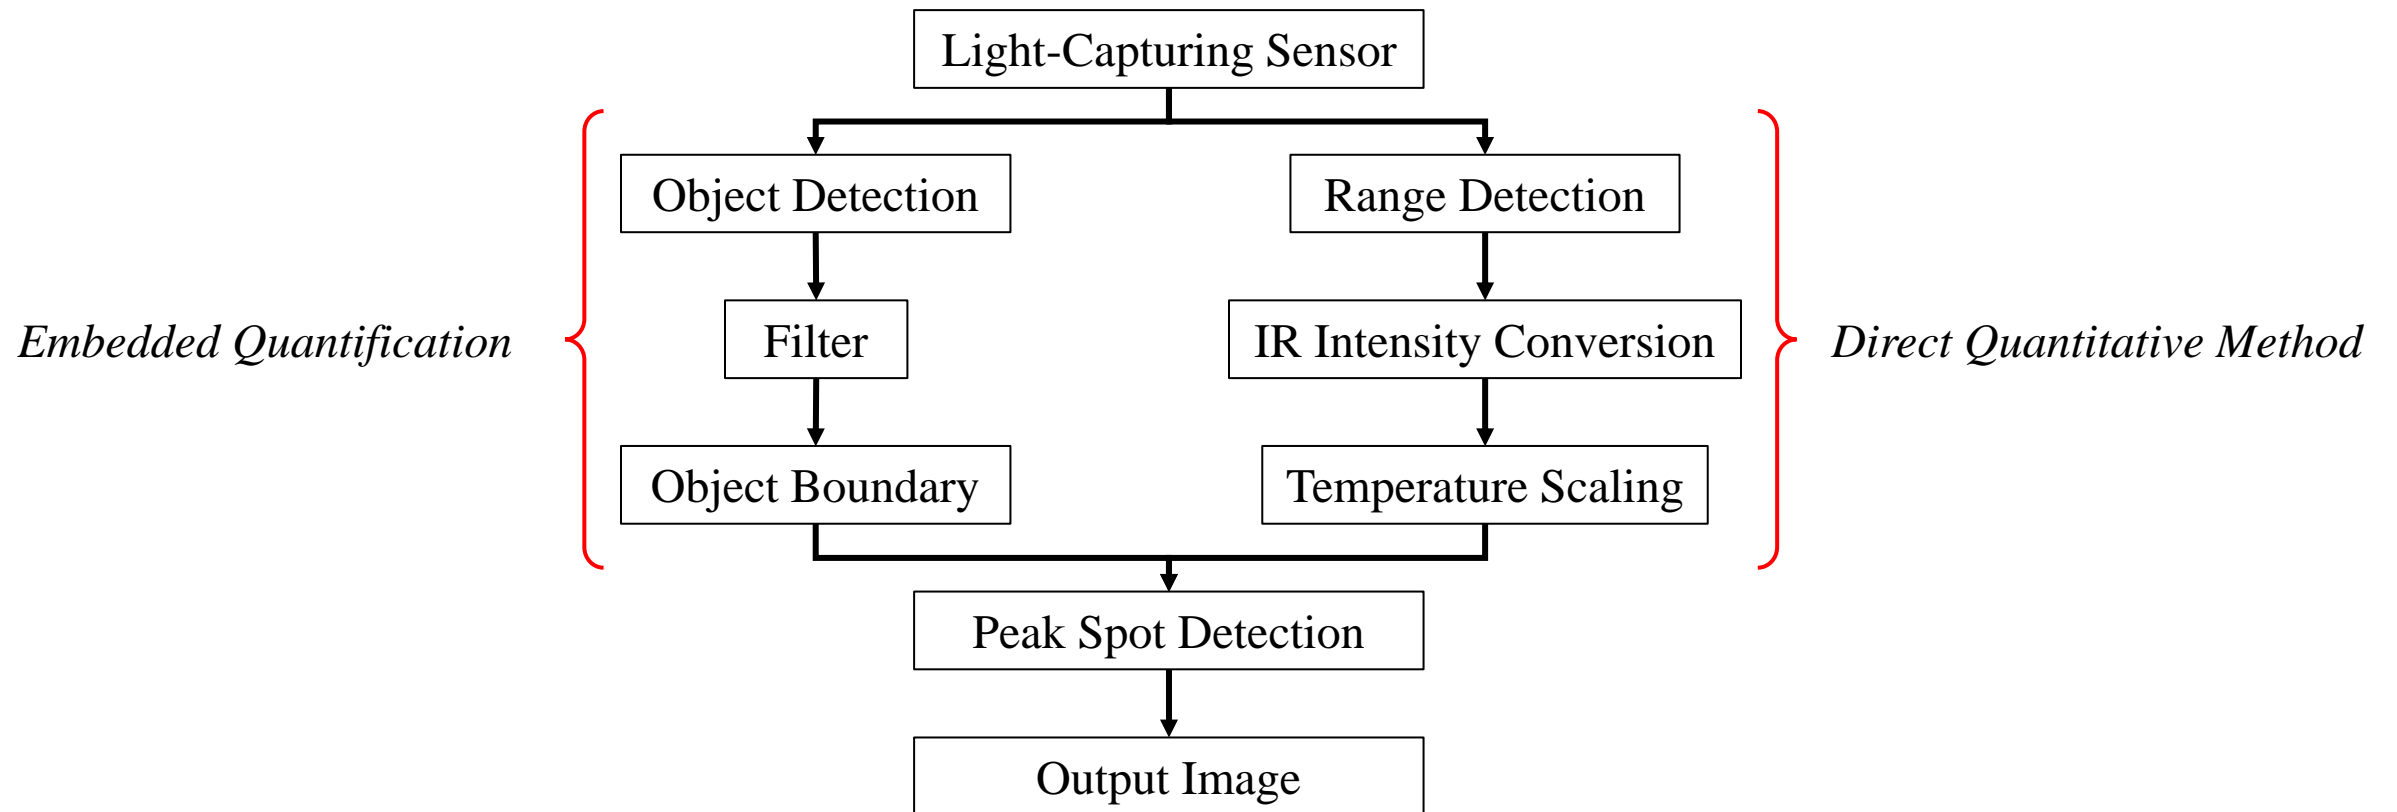 Light-Capturing Sensor
Object Detection
Range Detection
Embedded Quantification
Filter
IR Intensity Conversion
Direct Quantitative Method
Object Boundary
Temperature Scaling
Peak Spot Detection
Output Image